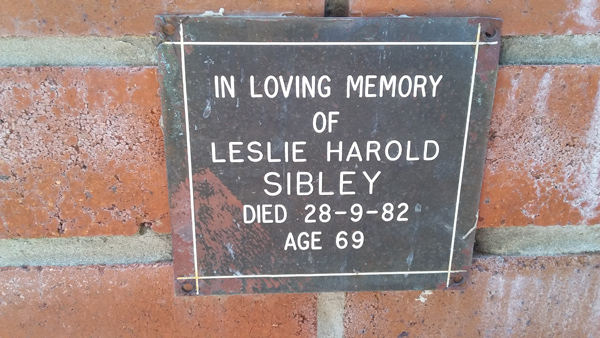 IN LOVING MEMORY
OF
LESLIE HAROLD
SIBLEY
DIED 28-9-82
AGE 69